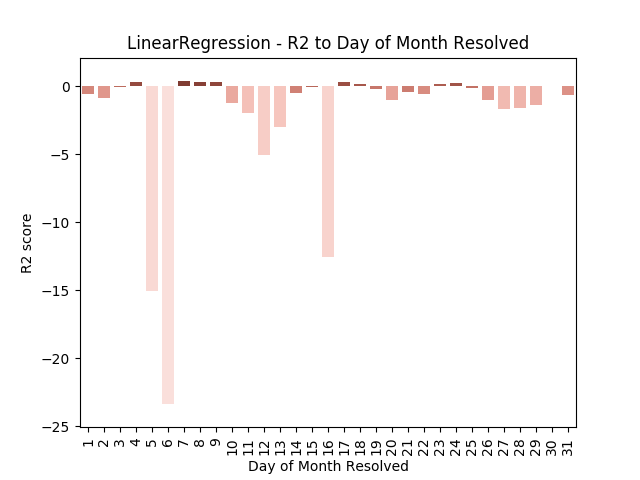 LinearRegression - R2 to Day of Month Resolved
R2 score
0
−5
−10
−15
−20
−25
1 2 3 4 5 6 7 8 9 10 11 12 13 14 15 16 17 18 19 20 21 22 23 24 25 26 27 28 29 30 31
Day of Month Resolved